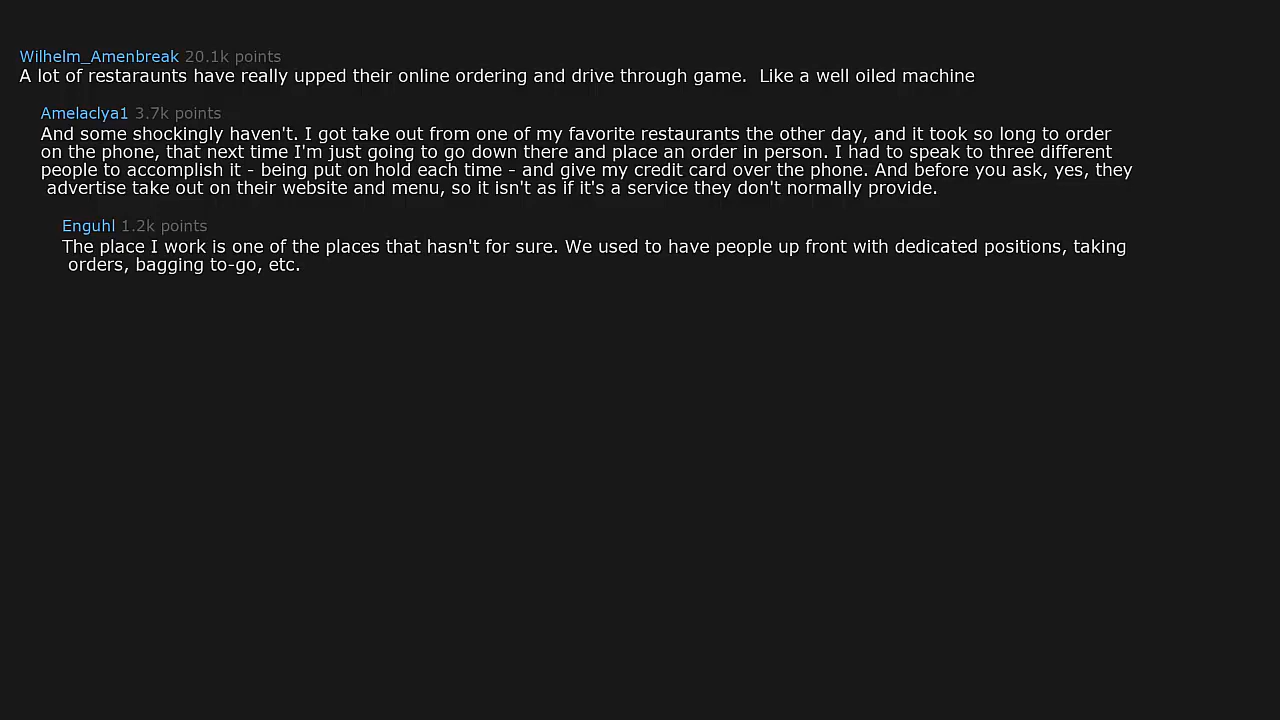 Wilhelm_Amenbreak 20.1k points
A lot of restaraunts have really upped their online ordering and drive through game.  Like a well oiled machine
Amelaclya1 3.7k points
And some shockingly haven't. I got take out from one of my favorite restaurants the other day, and it took so long to order
on the phone, that next time I'm just going to go down there and place an order in person. I had to speak to three different
people to accomplish it - being put on hold each time - and give my credit card over the phone. And before you ask, yes, they
advertise take out on their website and menu, so it isn't as if it's a service they don't normally provide.
Enguhl 1.2k points
The place I work is one of the places that hasn't for sure. We used to have people up front with dedicated positions, taking
orders, bagging to-go, etc.